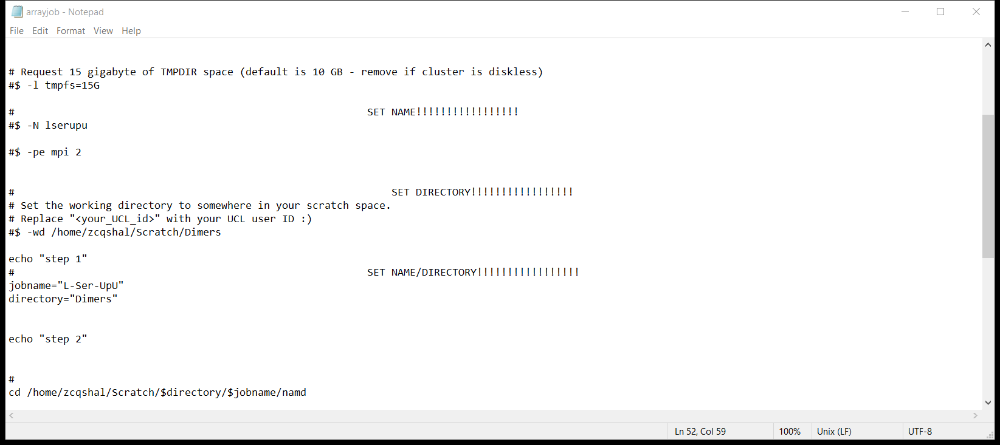 arrayjob - Notepad
File Edit Format View Help
# Request 15 gigabyte of TMPDIR space (default is 10 GB - remove if cluster is diskless)
#$ -l tmpfs=15G
# SET NAME!!!!!!!!!!!!!!!!!
#$ -N lserupu
#$ -pe mpi 2
# SET DIRECTORY!!!!!!!!!!!!!!!!!
# Set the working directory to somewhere in your scratch space.
# Replace "<your_UCL_id>" with your UCL user ID :)
#$ -wd /home/zcqshal/Scratch/Dimers
echo "step 1"
# SET NAME/DIRECTORY!!!!!!!!!!!!!!!!!
jobname="L-Ser-UpU"
directory="Dimers"
echo "step 2"
#
cd /home/zcqshal/Scratch/$directory/$jobname/namd
Ln 52, Col 59 100% Unix (LF) UTF-8